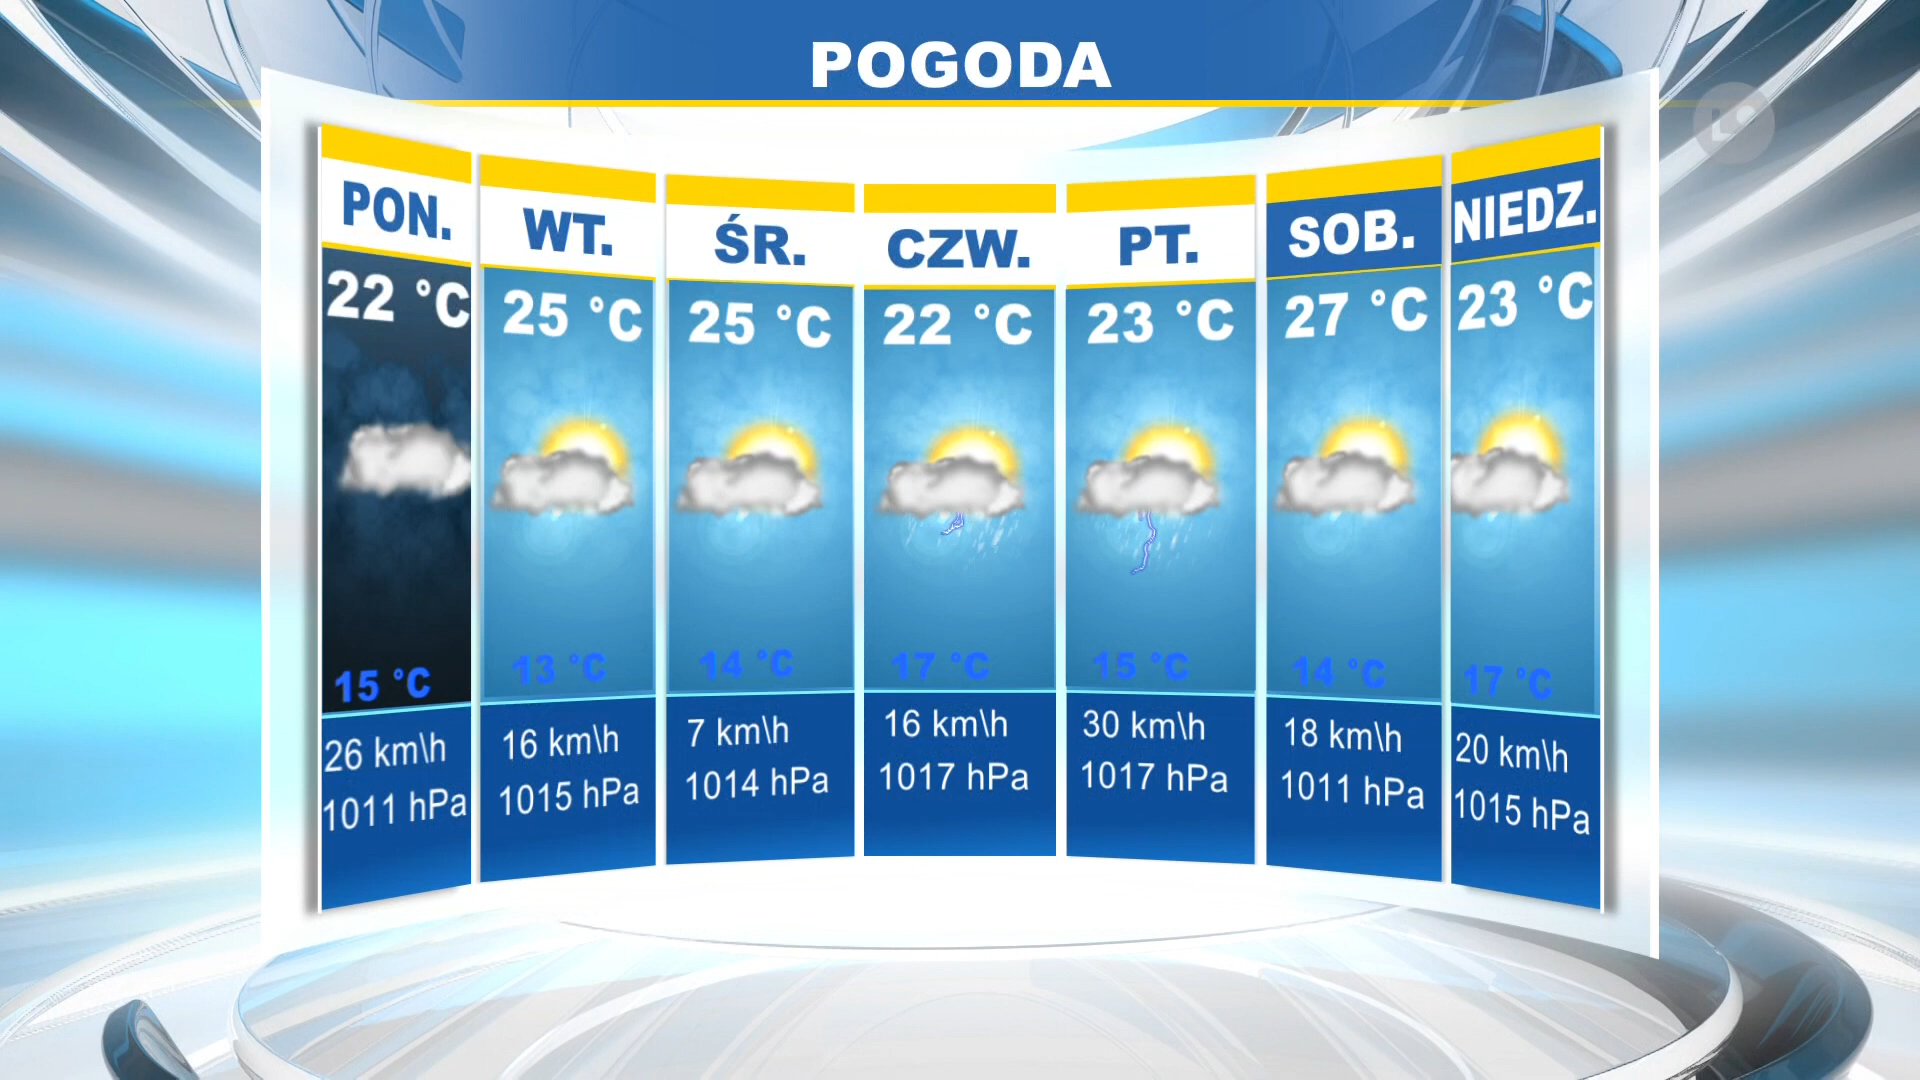 POGODA
PON.
22 °C
15 °C
26 km\h
1011 hPa
WT.
25 °C
13 °C
16 km\h
1015 hPa
ŚR.
25 °C
14 °C
7 km\h
1014 hPa
CZW.
22 °C
17 °C
16 km\h
1017 hPa
PT.
23 °C
15 °C
30 km\h
1017 hPa
SOB.
27 °C
14 °C
18 km\h
1011 hPa
NIEDZ.
23 °C
17 °C
20 km\h
1015 hPa